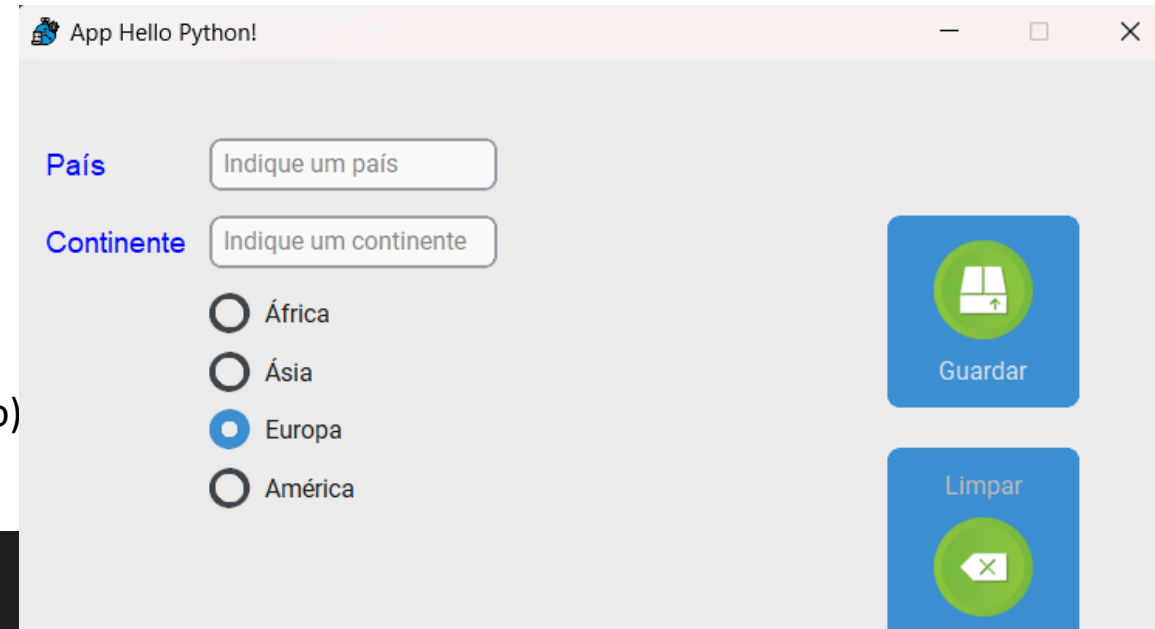 App Hello Python!
País
Indique um país
Continente
Indique um continente
África
Ásia
Europa
América
Guardar
Limpar
o)